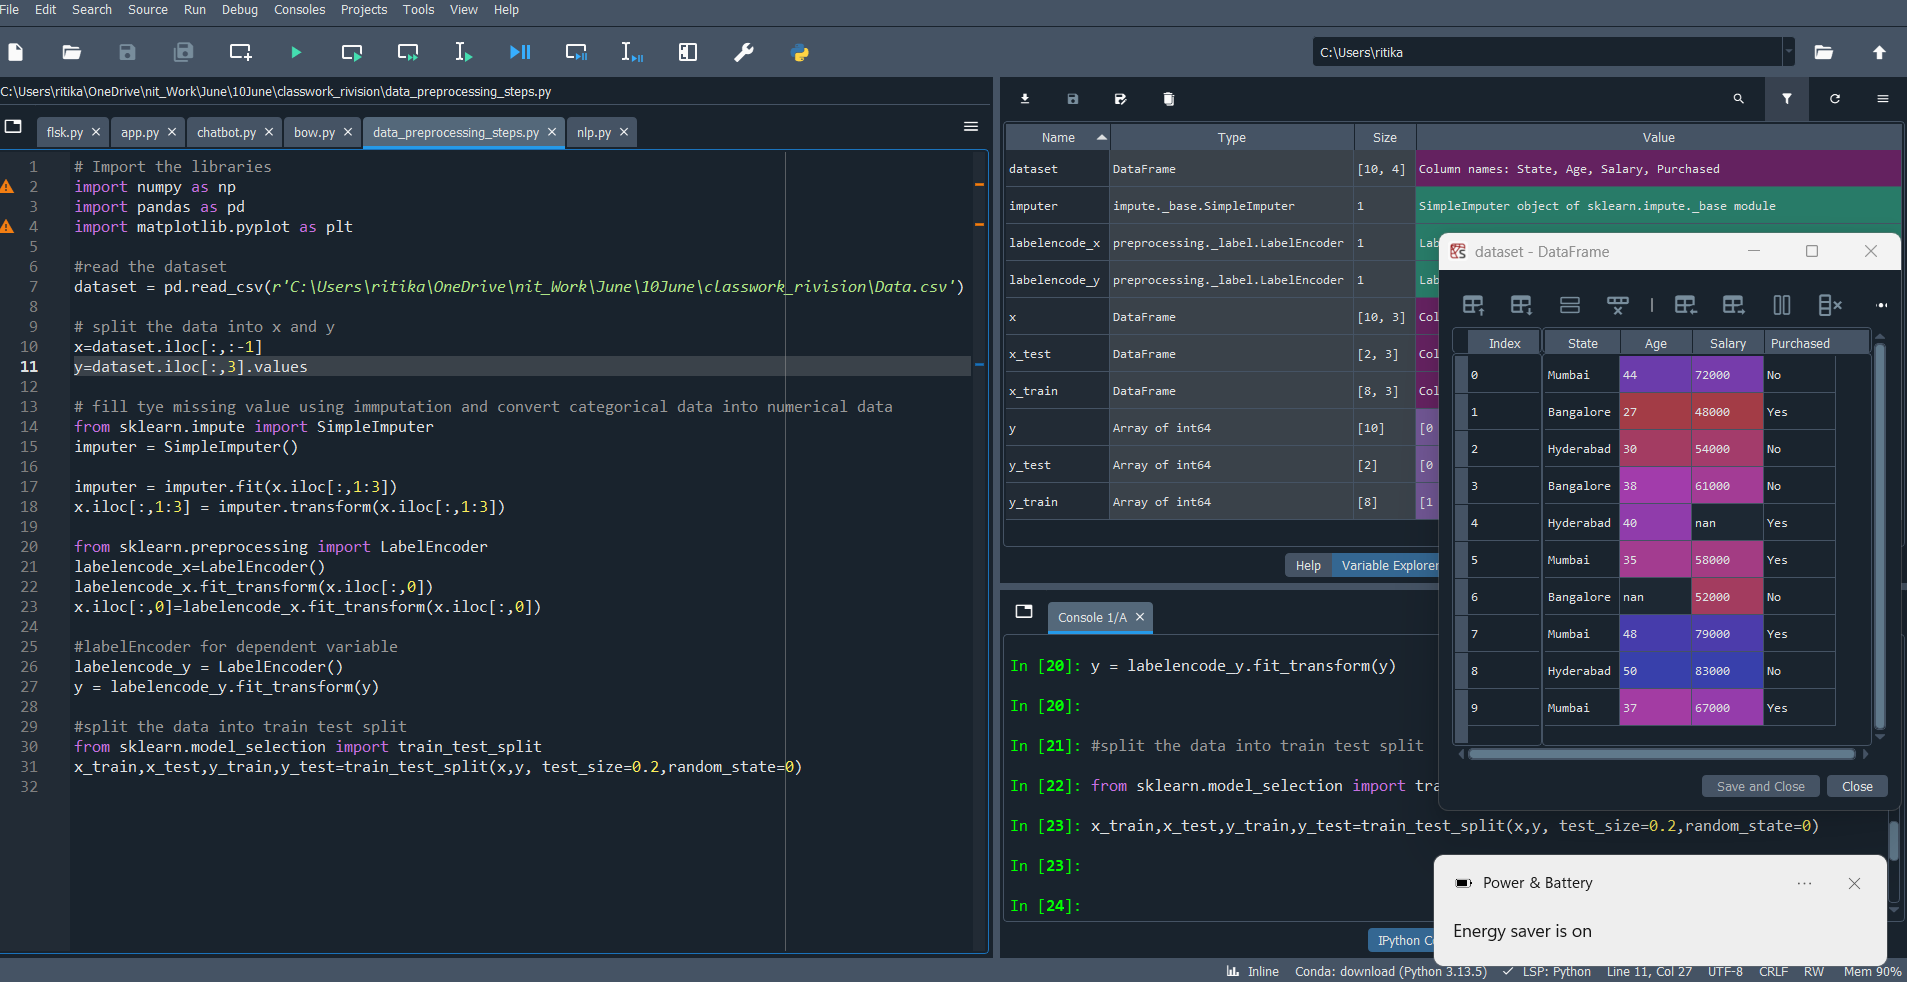 File Edit Search Source Run Debug Consoles Projects Tools View Help
C:\Users\ritika
C:\Users\ritika\OneDrive\nit_Work\June\10June\classwork_rivision\data_preprocessing_steps.py
flsk.py app.py chatbot.py bow.py data_preprocessing_steps.py nlp.py
1 # Import the libraries
2 import numpy as np
3 import pandas as pd
4 import matplotlib.pyplot as plt
5
6 #read the dataset
7 dataset = pd.read_csv(r'C:\Users\ritika\OneDrive\nit_Work\June\10June\classwork_rivision\Data.csv')
8
9 # split the data into x and y
10 x=dataset.iloc[:,:-1]
11 y=dataset.iloc[:,3].values
12
13 # fill tye missing value using immputation and convert categorical data into numerical data
14 from sklearn.impute import SimpleImputer
15 imputer = SimpleImputer()
16
17 imputer = imputer.fit(x.iloc[:,1:3])
18 x.iloc[:,1:3] = imputer.transform(x.iloc[:,1:3])
19
20 from sklearn.preprocessing import LabelEncoder
21 labelencode_x=LabelEncoder()
22 labelencode_x.fit_transform(x.iloc[:,0])
23 x.iloc[:,0]=labelencode_x.fit_transform(x.iloc[:,0])
24
25 #labelEncoder for dependent variable
26 labelencode_y = LabelEncoder()
27 y = labelencode_y.fit_transform(y)
28
29 #split the data into train test split
30 from sklearn.model_selection import train_test_split
31 x_train,x_test,y_train,y_test=train_test_split(x,y, test_size=0.2,random_state=0)
32
Name Type Size Value
dataset DataFrame [10, 4] Column names: State, Age, Salary, Purchased
imputer impute._base.SimpleImputer 1 SimpleImputer object of sklearn.impute._base module
labelencode_x preprocessing._label.LabelEncoder 1 Lab
labelencode_y preprocessing._label.LabelEncoder 1 Lab
x DataFrame [10, 3] Col
x_test DataFrame [2, 3] Col
x_train DataFrame [8, 3] Col
y Array of int64 [10] [0
y_test Array of int64 [2] [0
y_train Array of int64 [8] [1
Help Variable Explorer
dataset - DataFrame
Index State Age Salary Purchased
0 Mumbai 44 72000 No
1 Bangalore 27 48000 Yes
2 Hyderabad 30 54000 No
3 Bangalore 38 61000 No
4 Hyderabad 40 nan Yes
5 Mumbai 35 58000 Yes
6 Bangalore nan 52000 No
7 Mumbai 48 79000 Yes
8 Hyderabad 50 83000 No
9 Mumbai 37 67000 Yes
Save and Close Close
Console 1/A
In [20]: y = labelencode_y.fit_transform(y)
In [20]:
In [21]: #split the data into train test split
In [22]: from sklearn.model_selection import tra
In [23]: x_train,x_test,y_train,y_test=train_test_split(x,y, test_size=0.2,random_state=0)
In [23]:
In [24]:
IPython Co
Power & Battery
Energy saver is on
Inline Conda: download (Python 3.13.5) LSP: Python Line 11, Col 27 UTF-8 CRLF RW Mem 90%